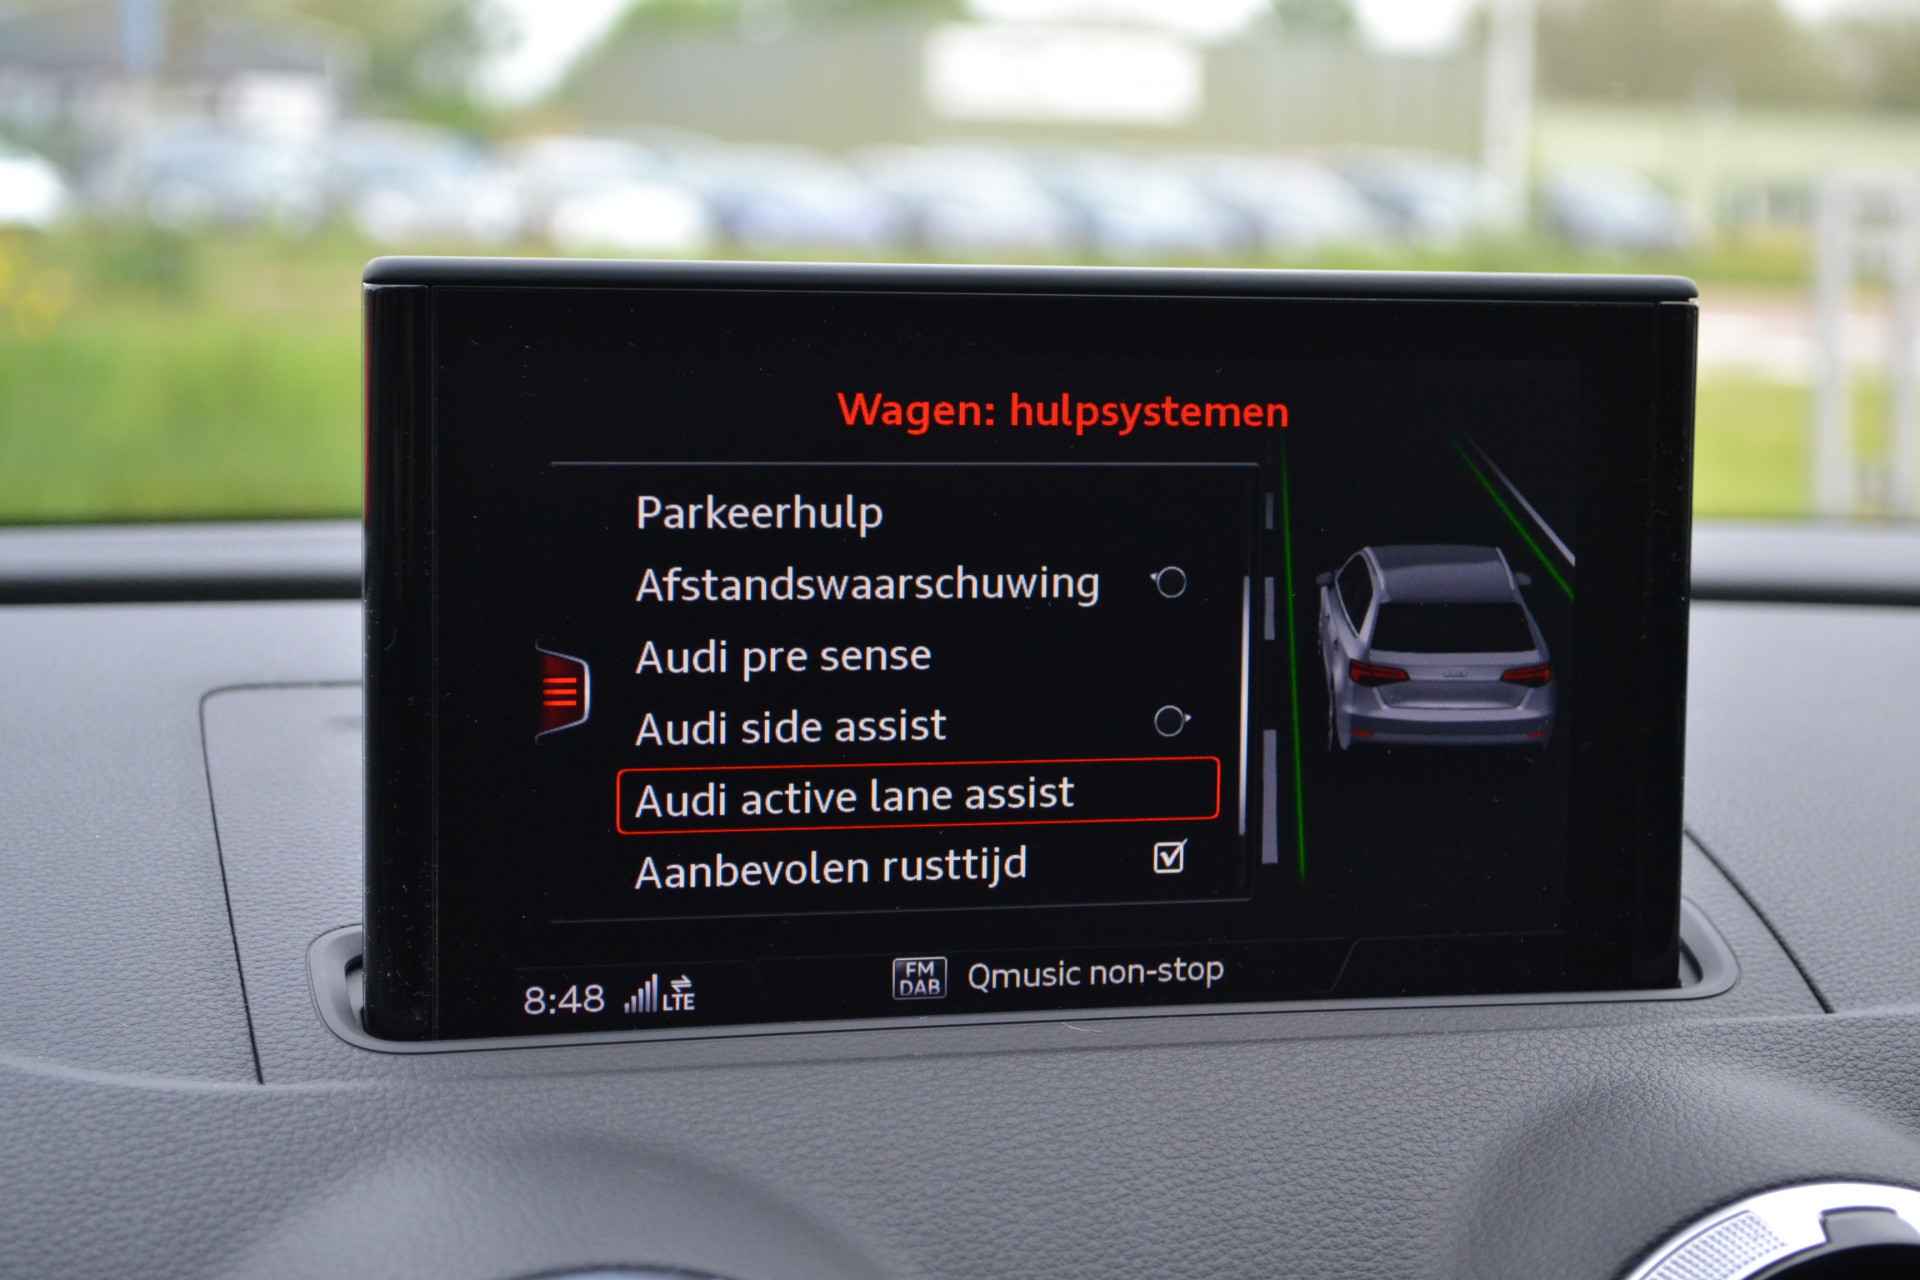 Wagen: hulpsystemen
Parkeerhulp
Afstandswaarschuwing
Audi pre sense
Audi side assist
Audi active lane assist
Aanbevolen rusttijd
8:48 LTE FM DAB Qmusic non-stop